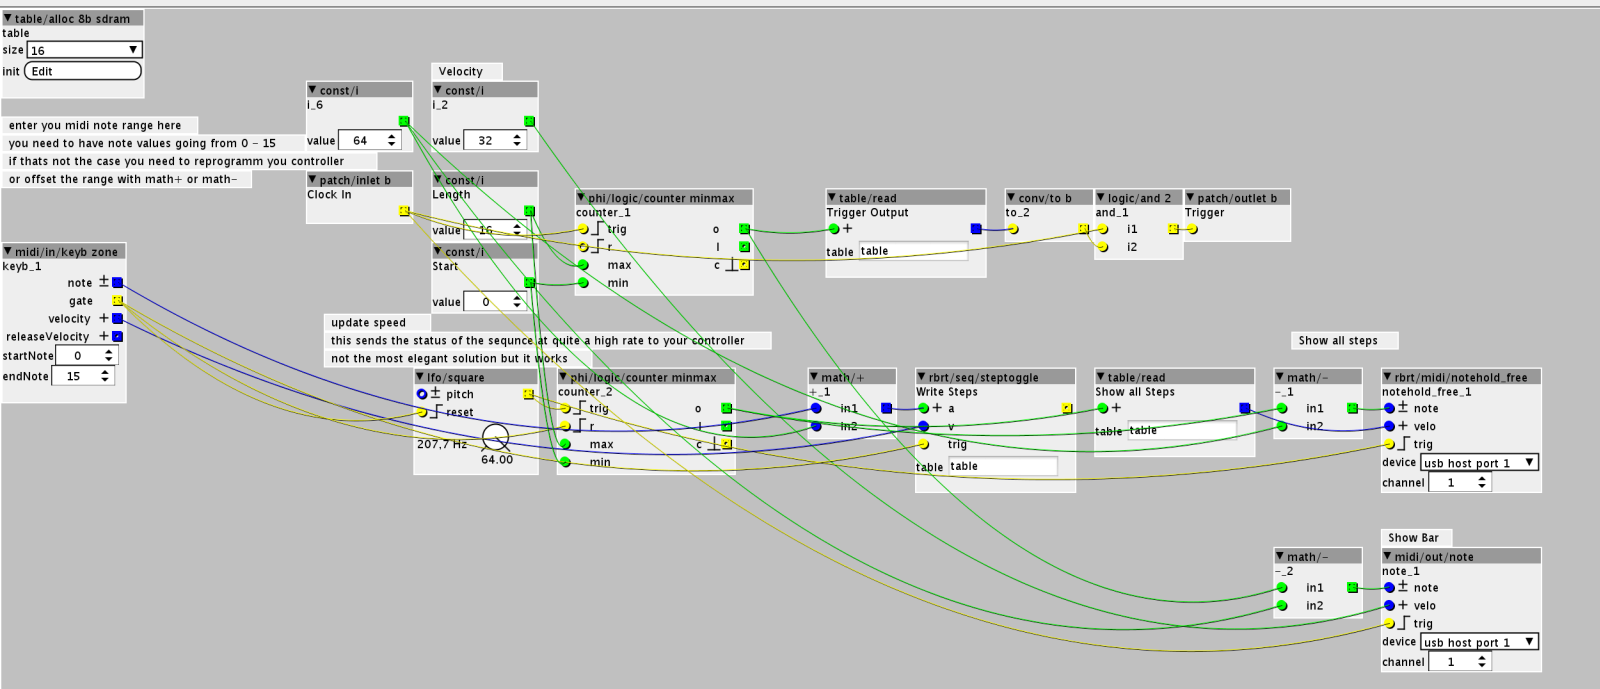 table/alloc 8b sdram
table
size 16
init Edit
enter you midi note range here
you need to have note values going from 0 - 15
if thats not the case you need to reprogramm you controller
or offset the range with math+ or math-
midi/in/keyb zone
keyb_1
note ±
gate
velocity +
releaseVelocity +
startNote 0
endNote 15
const/i
i_6
value 64
Velocity
const/i
i_2
value 32
patch/inlet b
Clock In
const/i
Length
value 16
const/i
Start
value 0
phi/logic/counter minmax
counter_1
trig o
r l
max c
min
table/read
Trigger Output
+
table table
conv/to b
to_2
logic/and 2
and_1
i1
i2
patch/outlet b
Trigger
update speed
this sends the status of the sequnce at quite a high rate to your controller
not the most elegant solution but it works
lfo/square
± pitch
reset
207,7 Hz
64.00
phi/logic/counter minmax
counter_2
trig o
r l
max c
min
math/+
+_1
in1
in2
rbrt/seq/steptoggle
Write Steps
+ a
v
trig
table table
table/read
Show all Steps
+
table table
Show all steps
math/-
-_1
in1
in2
rbrt/midi/notehold_free
notehold_free_1
± note
+ velo
trig
device usb host port 1
channel 1
Show Bar
math/-
-_2
in1
in2
midi/out/note
note_1
± note
+ velo
trig
device usb host port 1
channel 1